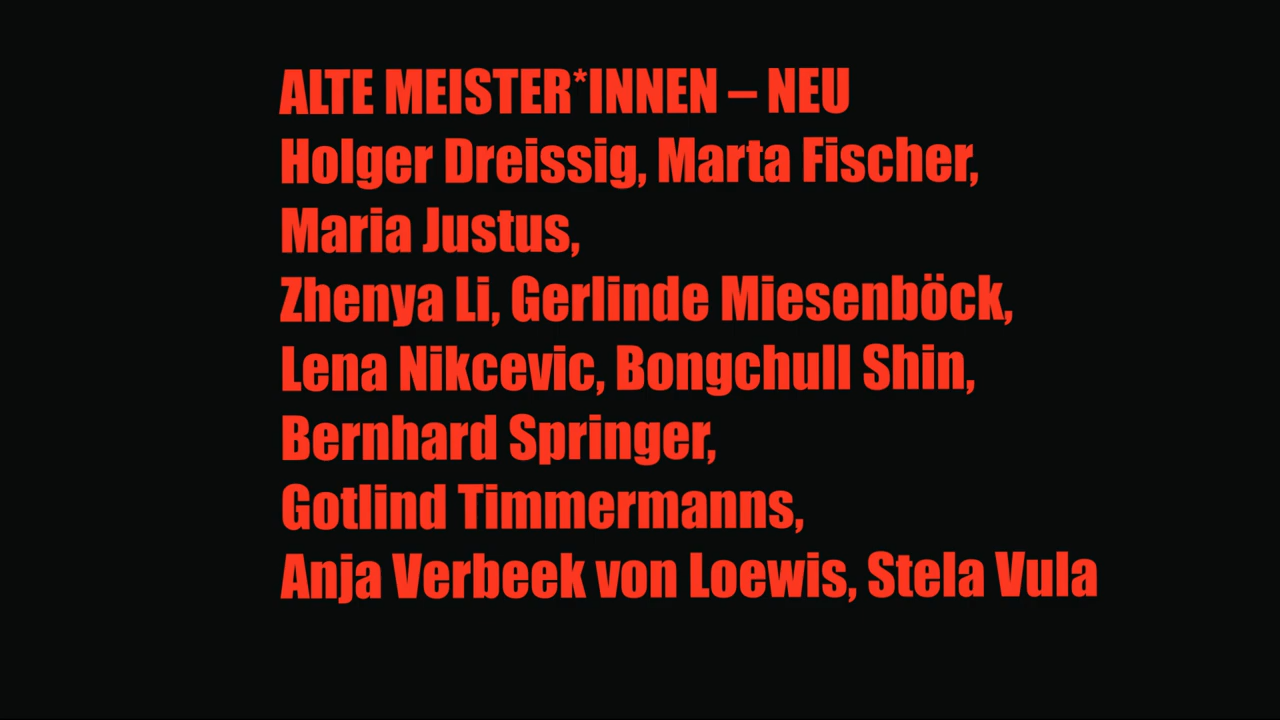 ALTE MEISTER*INNEN – NEU
Holger Dreissig, Marta Fischer,
Maria Justus,
Zhenya Li, Gerlinde Miesenböck,
Lena Nikcevic, Bongchull Shin,
Bernhard Springer,
Gotlind Timmermanns,
Anja Verbeek von Loewis, Stela Vula